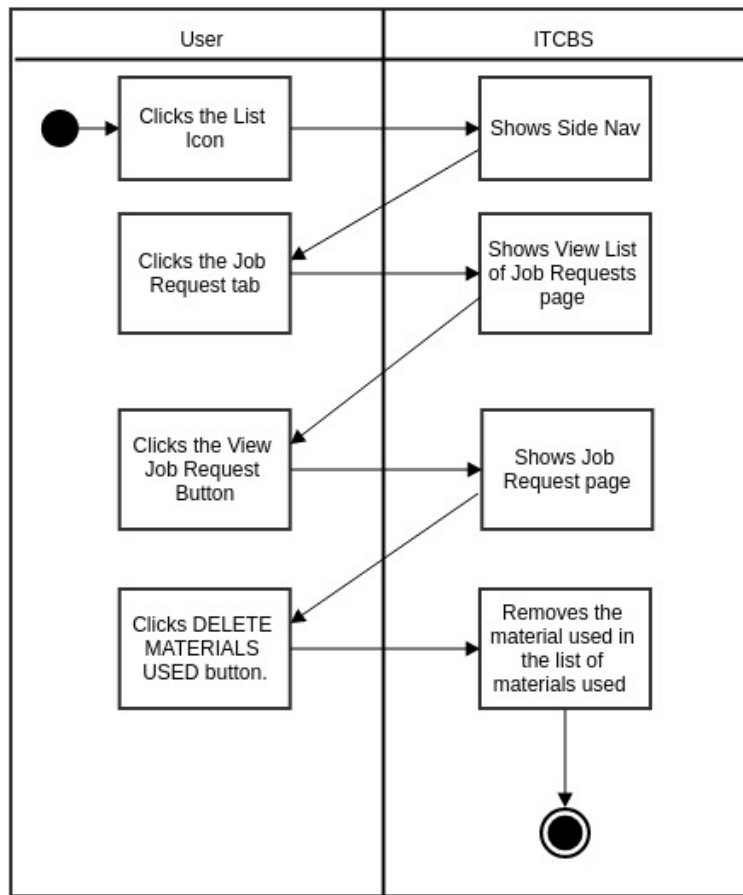 User
ITCBS
Clicks the List
Icon
Shows Side Nav
Clicks the Job
Request tab
Shows View List
of Job Requests
page
Clicks the View
Job Request
Button
Shows Job
Request page
Clicks DELETE
MATERIALS
USED button.
Removes the
material used in
the list of
materials used